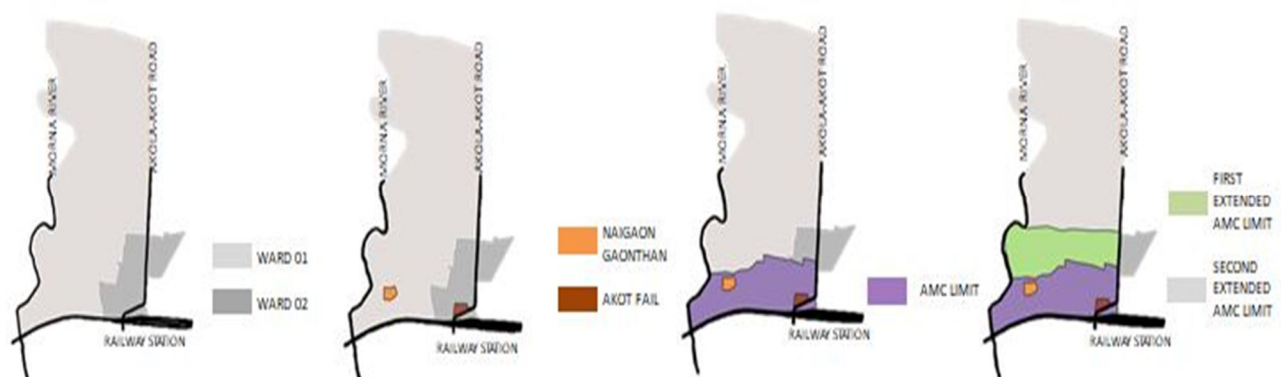 MORNA RIVER
AKOLA-AKOT ROAD
WARD 01
WARD 02
RAILWAY STATION
MORNA RIVER
AKOLA-AKOT ROAD
NAIGAON
GAONTHAN
AKOT FAIL
RAILWAY STATION
MORNA RIVER
AKOLA-AKOT ROAD
AMC LIMIT
RAILWAY STATION
MORNA RIVER
AKOLA-AKOT ROAD
FIRST
EXTENDED
AMC LIMIT
SECOND
EXTENDED
AMC LIMIT
RAILWAY STATION